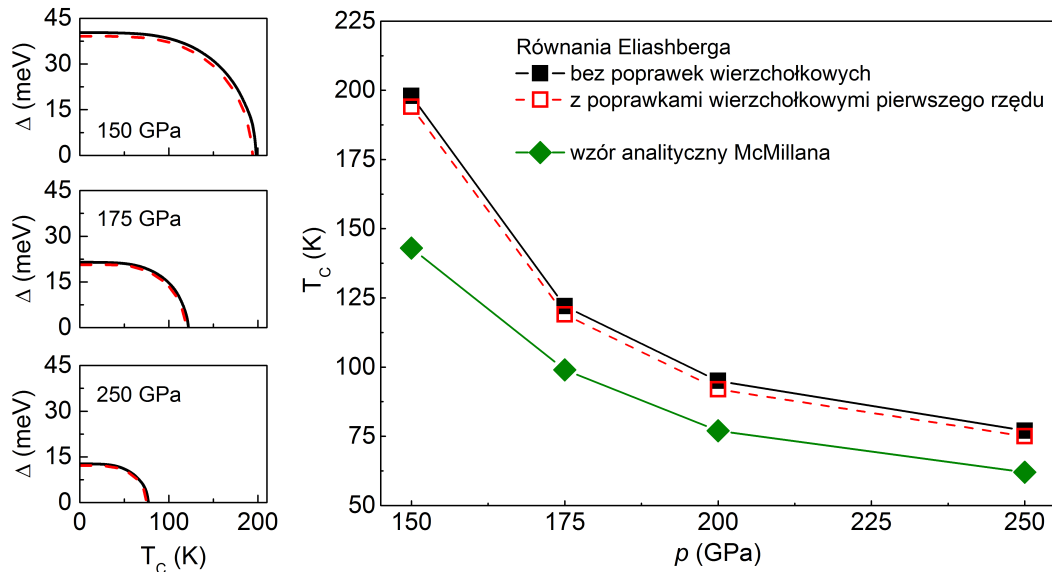 45
30
15
0
Δ (meV)
150 GPa
45
30
15
0
Δ (meV)
175 GPa
45
30
15
0
Δ (meV)
250 GPa
0
100
200
T_C (K)
225
200
175
150
125
100
75
50
T_C (K)
Równania Eliashberga
bez poprawek wierzchołkowych
z poprawkami wierzchołkowymi pierwszego rzędu
wzór analityczny McMillana
150
175
200
225
250
p (GPa)